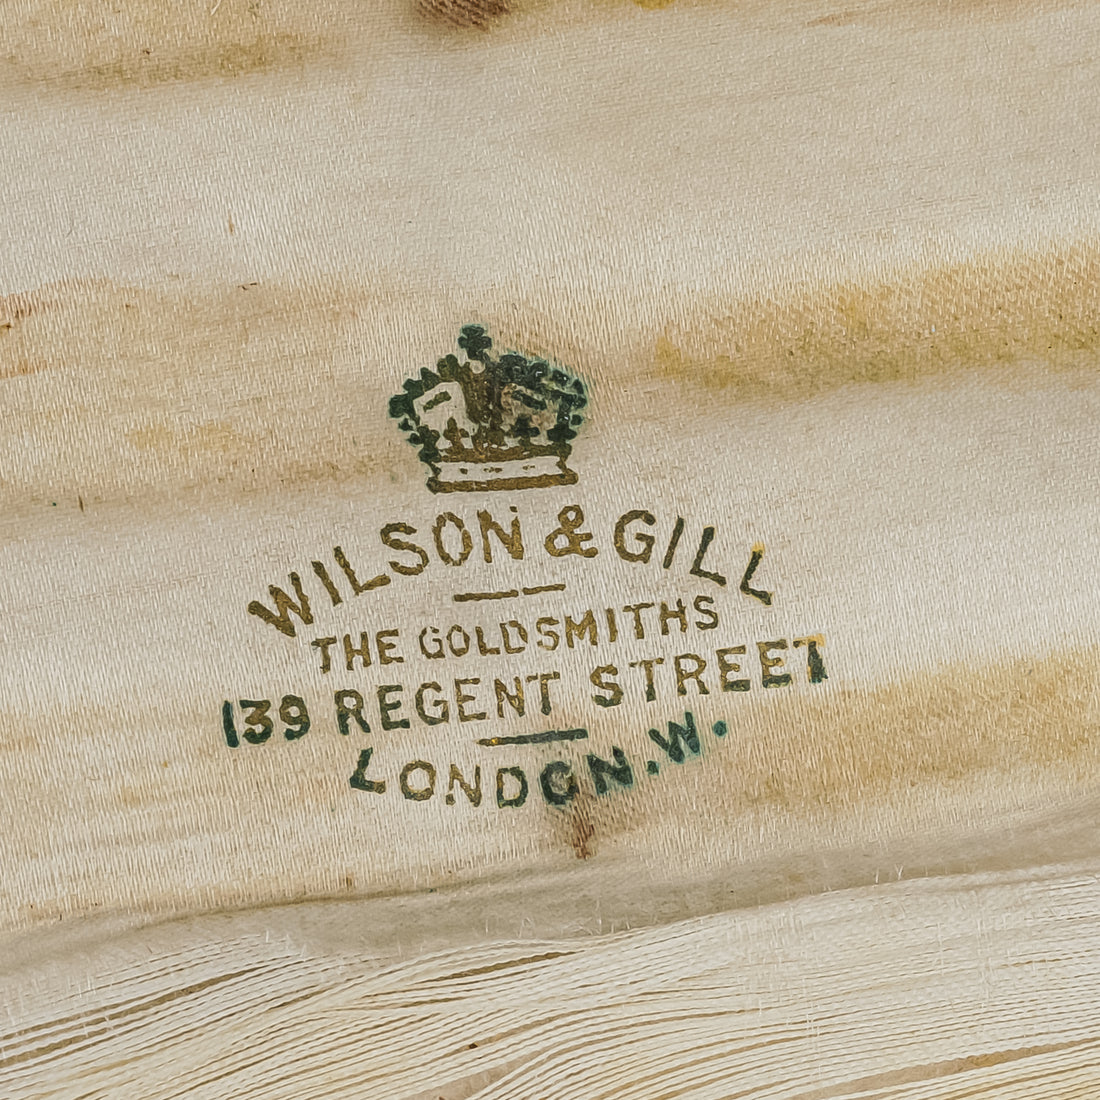 WILSON & GILL
THE GOLDSMITHS
139 REGENT STREET
LONDON.W.